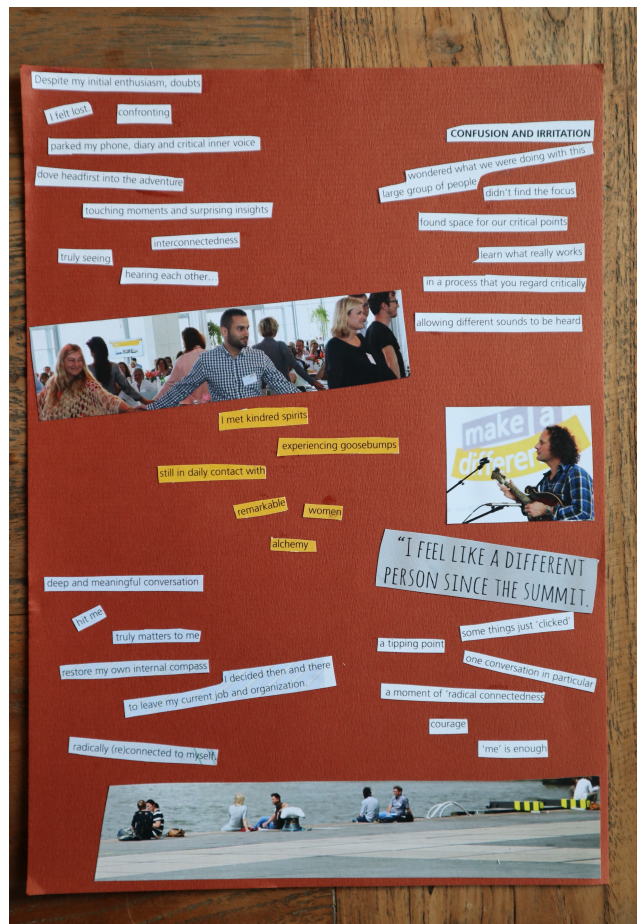 Despite my initial enthusiasm, doubts
I felt lost
confronting
parked my phone, diary and critical inner voice
dove headfirst into the adventure
touching moments and surprising insights
interconnectedness
truly seeing
hearing each other...
CONFUSION AND IRRITATION
wondered what we were doing with this
large group of people
didn't find the focus
found space for our critical points
learn what really works
in a process that you regard critically
allowing different sounds to be heard
I met kindred spirits
experiencing goosebumps
still in daily contact with
remarkable
women
alchemy
make a
differen
"I FEEL LIKE A DIFFERENT
PERSON SINCE THE SUMMIT.
deep and meaningful conversation
hit me
truly matters to me
restore my own internal compass
I decided then and there
to leave my current job and organization.
radically (re)connected to myself,
some things just 'clicked'
a tipping point
one conversation in particular
a moment of 'radical connectedness
courage
'me' is enough